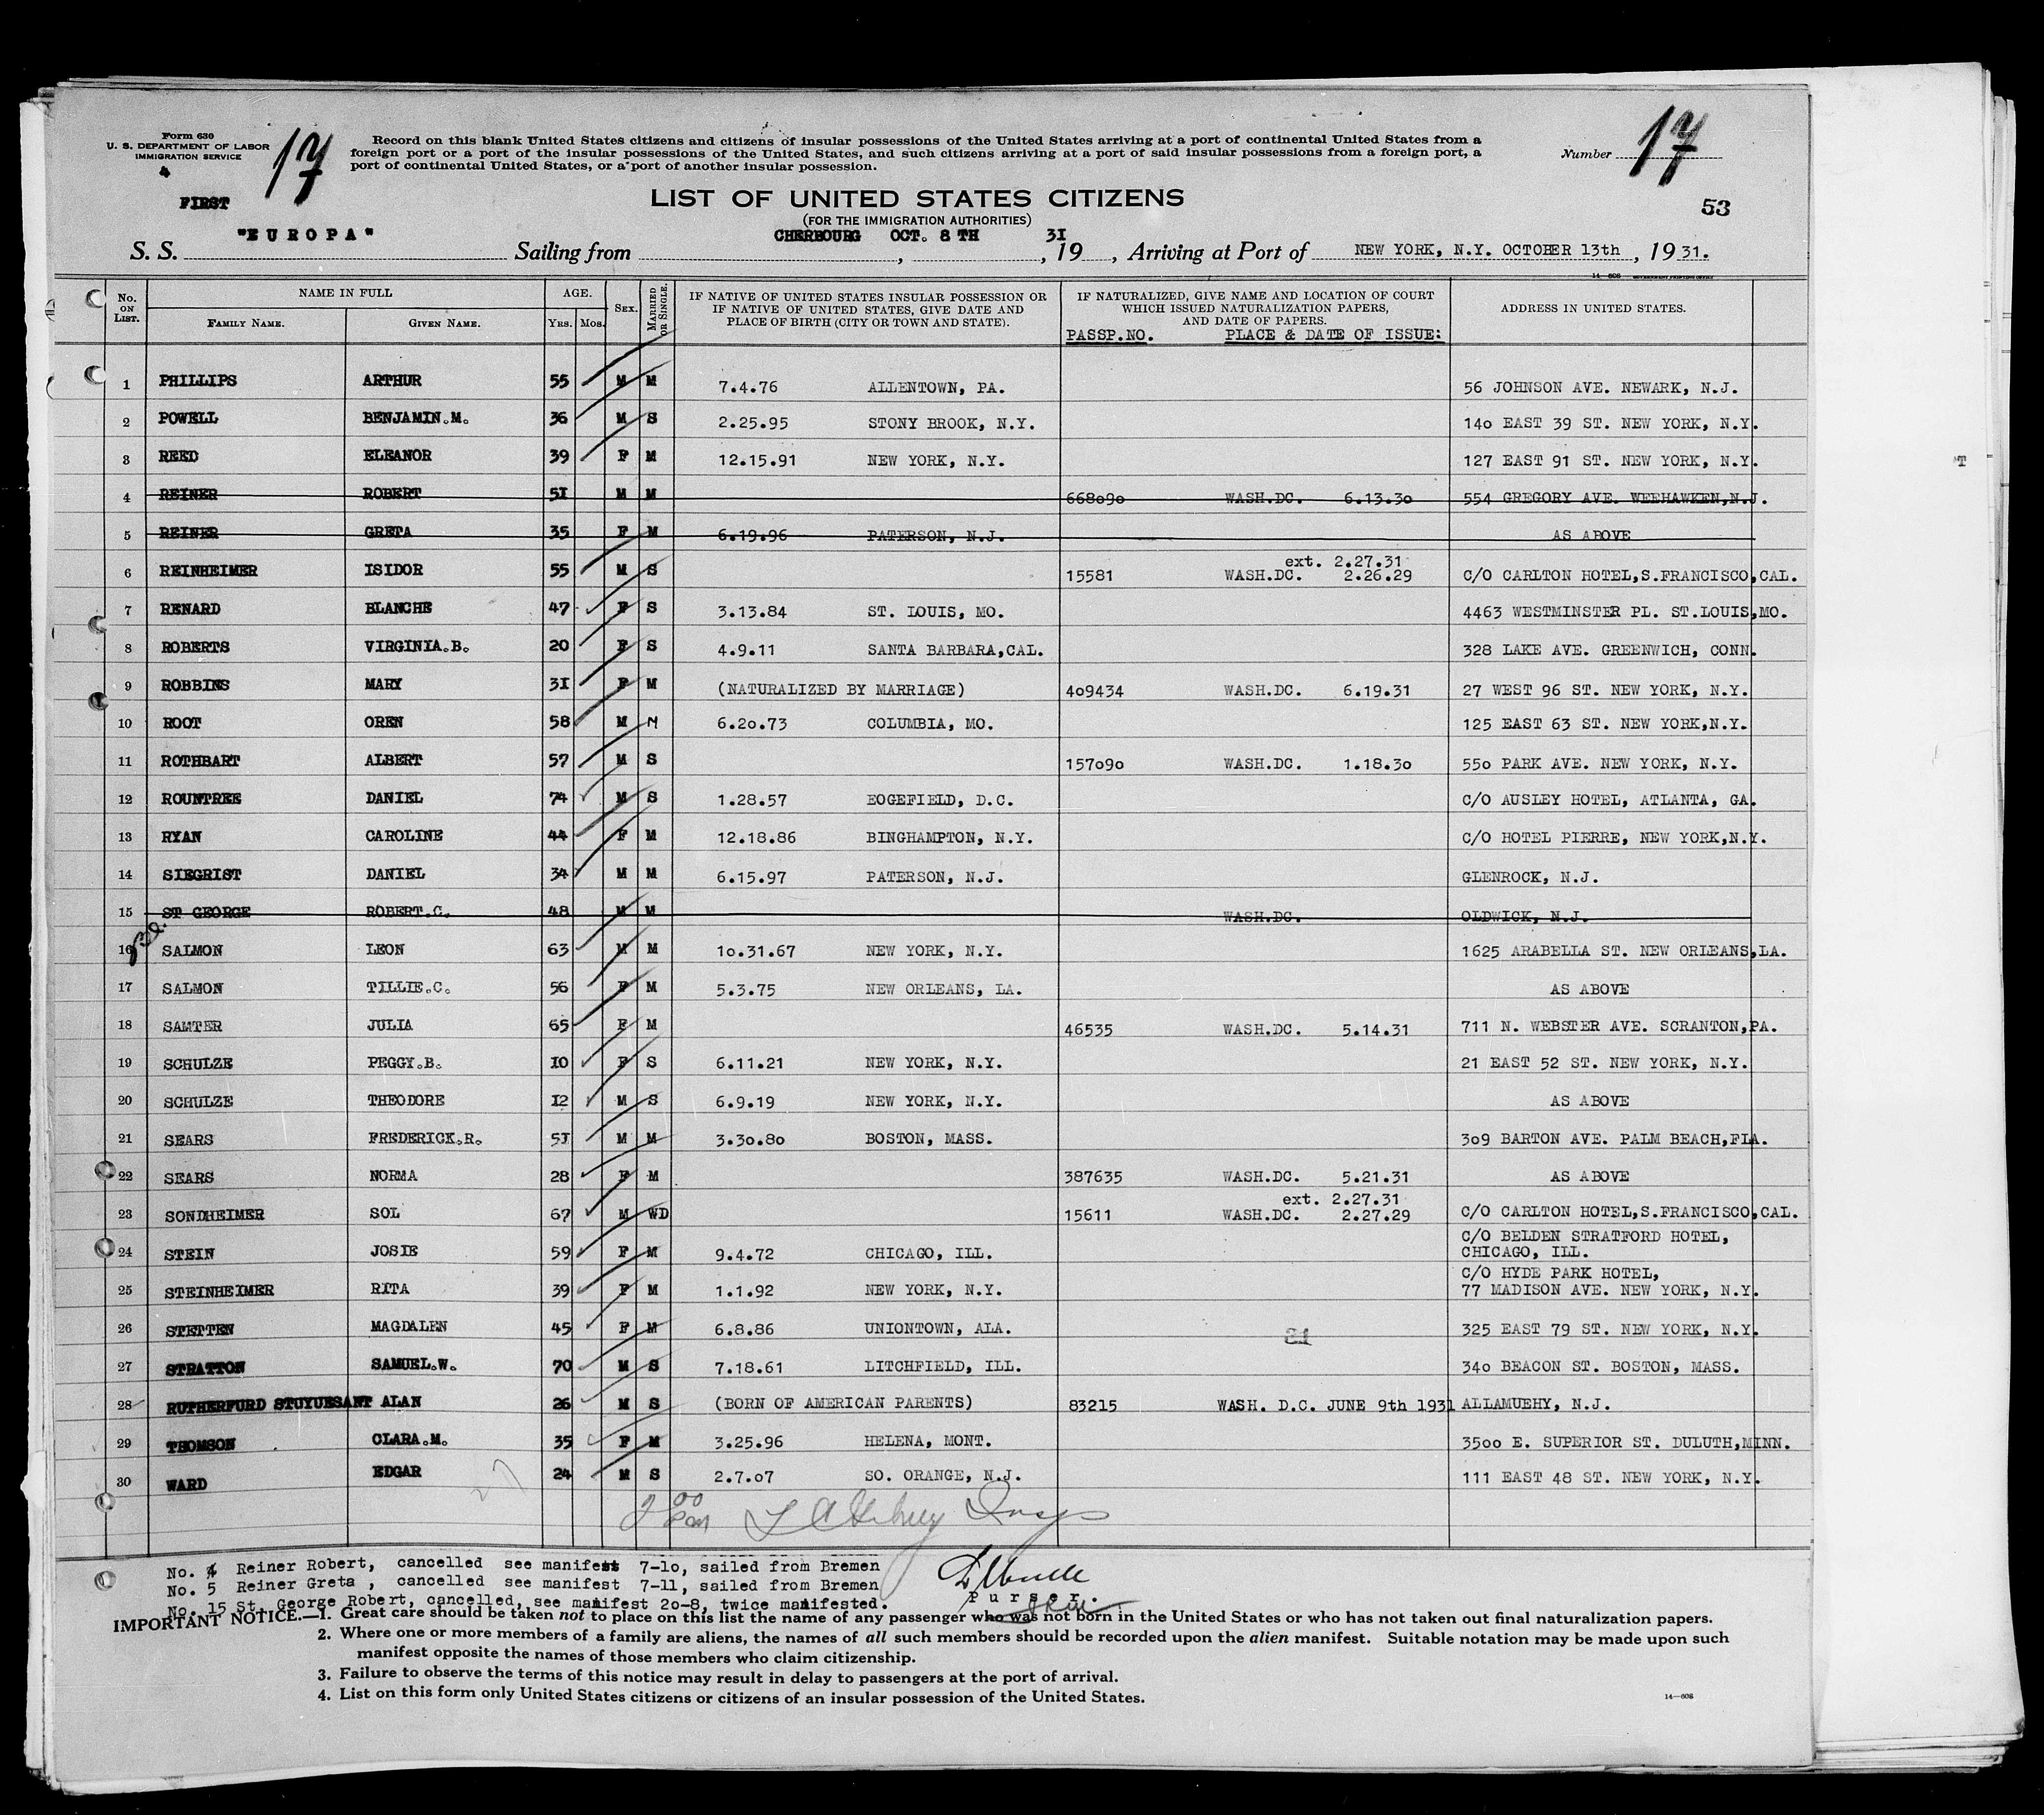 Form 630
U. S. DEPARTMENT OF LABOR
IMMIGRATION SERVICE
4
17
Record on this blank United States citizens and citizens of insular possessions of the United States arriving at a port of continental United States from a
foreign port or a port of the insular possessions of the United States, and such citizens arriving at a port of said insular possessions from a foreign port, a
port of continental United States, or a port of another insular possession.
Number 17
FIRST
LIST OF UNITED STATES CITIZENS
53
(FOR THE IMMIGRATION AUTHORITIES)
S. S. "EUROPA" Sailing from CHERBOURG OCT. 8 TH, 19 31, Arriving at Port of NEW YORK, N.Y. OCTOBER 13th, 19 31.
14—608 GOVERNMENT PRINTING OFFICE
No. ON LIST. NAME IN FULL FAMILY NAME. GIVEN NAME. AGE. YRS. MOS. SEX. MARRIED OR SINGLE. IF NATIVE OF UNITED STATES INSULAR POSSESSION OR IF NATIVE OF UNITED STATES, GIVE DATE AND PLACE OF BIRTH (CITY OR TOWN AND STATE). IF NATURALIZED, GIVE NAME AND LOCATION OF COURT WHICH ISSUED NATURALIZATION PAPERS, AND DATE OF PAPERS. ADDRESS IN UNITED STATES.
PASSP.NO. PLACE & DATE OF ISSUE:
1 PHILLIPS ARTHUR 55 M M 7.4.76 ALLENTOWN, PA. 56 JOHNSON AVE. NEWARK, N.J.
2 POWELL BENJAMIN.M. 36 M S 2.25.95 STONY BROOK, N.Y. 140 EAST 39 ST. NEW YORK, N.Y.
3 REED ELEANOR 39 F M 12.15.91 NEW YORK, N.Y. 127 EAST 91 ST. NEW YORK, N.Y.
4 REINER ROBERT 51 M M 668090 WASH.DC. 6.13.30 554 GREGORY AVE. WEEHAWKEN,N.J.
5 REINER GRETA 35 F M 6.19.96 PATERSON, N.J. AS ABOVE
ext. 2.27.31
6 REINHEIMER ISIDOR 55 M S 15581 WASH.DC. 2.26.29 C/O CARLTON HOTEL,S.FRANCISCO,CAL.
7 RENARD BLANCHE 47 F S 3.13.84 ST. LOUIS, MO. 4463 WESTMINSTER PL. ST.LOUIS,MO.
8 ROBERTS VIRGINIA.B. 20 F S 4.9.11 SANTA BARBARA,CAL. 328 LAKE AVE. GREENWICH, CONN.
9 ROBBINS MARY 31 F M (NATURALIZED BY MARRIAGE) 409434 WASH.DC. 6.19.31 27 WEST 96 ST. NEW YORK, N.Y.
10 ROOT OREN 58 M M 6.20.73 COLUMBIA, MO. 125 EAST 63 ST. NEW YORK,N.Y.
11 ROTHBART ALBERT 57 M S 157090 WASH.DC. 1.18.30 550 PARK AVE. NEW YORK, N.Y.
12 ROUNTREE DANIEL 74 M S 1.28.57 EOGEFIELD, D.C. C/O AUSLEY HOTEL, ATLANTA, GA.
13 RYAN CAROLINE 44 F M 12.18.86 BINGHAMPTON, N.Y. C/O HOTEL PIERRE, NEW YORK,N.Y.
14 SIEGRIST DANIEL 34 M M 6.15.97 PATERSON, N.J. GLENROCK, N.J.
15 ST GEORGE ROBERT.C. 48 M M WASH.DC. OLDWICK, N.J.
16 SALMON LEON 63 M M 10.31.67 NEW YORK, N.Y. 1625 ARABELLA ST. NEW ORLEANS,LA.
17 SALMON TILLIE.C. 56 F M 5.3.75 NEW ORLEANS, LA. AS ABOVE
18 SAMTER JULIA 65 F M 46535 WASH.DC. 5.14.31 711 N. WEBSTER AVE. SCRANTON,PA.
19 SCHULZE PEGGY.B. 10 F S 6.11.21 NEW YORK, N.Y. 21 EAST 52 ST. NEW YORK, N.Y.
20 SCHULZE THEODORE 12 M S 6.9.19 NEW YORK, N.Y. AS ABOVE
21 SEARS FREDERICK.R. 51 M M 3.30.80 BOSTON, MASS. 309 BARTON AVE. PALM BEACH,FLA.
22 SEARS NORMA 28 F M 387635 WASH.DC. 5.21.31 AS ABOVE
ext. 2.27.31
23 SONDHEIMER SOL 67 M WD 15611 WASH.DC. 2.27.29 C/O CARLTON HOTEL,S.FRANCISCO,CAL.
24 STEIN JOSIE 59 F M 9.4.72 CHICAGO, ILL. C/O BELDEN STRATFORD HOTEL,
CHICAGO, ILL.
C/O HYDE PARK HOTEL,
25 STEINHEIMER RITA 39 F M 1.1.92 NEW YORK, N.Y. 77 MADISON AVE. NEW YORK, N.Y.
26 STETTEN MAGDALEN 45 F M 6.8.86 UNIONTOWN, ALA. 325 EAST 79 ST. NEW YORK, N.Y.
27 STRATTON SAMUEL.W. 70 M S 7.18.61 LITCHFIELD, ILL. 340 BEACON ST. BOSTON, MASS.
28 RUTHERFURD STUYUESANT ALAN 26 M S (BORN OF AMERICAN PARENTS) 83215 WASH. D.C. JUNE 9th 1931 ALLAMUEHY, N.J.
29 THOMSON CLARA.M. 35 F M 3.25.96 HELENA, MONT. 3500 E. SUPERIOR ST. DULUTH,MINN.
30 WARD EDGAR 24 M S 2.7.07 SO. ORANGE, N.J. 111 EAST 48 ST. NEW YORK, N.Y.
27
No. 4 Reiner Robert, cancelled see manifest 7-10, sailed from Bremen
No. 5 Reiner Greta , cancelled see manifest 7-11, sailed from Bremen
No. 15 St. George Robert, cancelled, see manifest 20-8, twice manifested.
Purser.
IMPORTANT NOTICE.—1. Great care should be taken not to place on this list the name of any passenger who was not born in the United States or who has not taken out final naturalization papers.
2. Where one or more members of a family are aliens, the names of all such members should be recorded upon the alien manifest. Suitable notation may be made upon such
manifest opposite the names of those members who claim citizenship.
3. Failure to observe the terms of this notice may result in delay to passengers at the port of arrival.
4. List on this form only United States citizens or citizens of an insular possession of the United States.
14—608